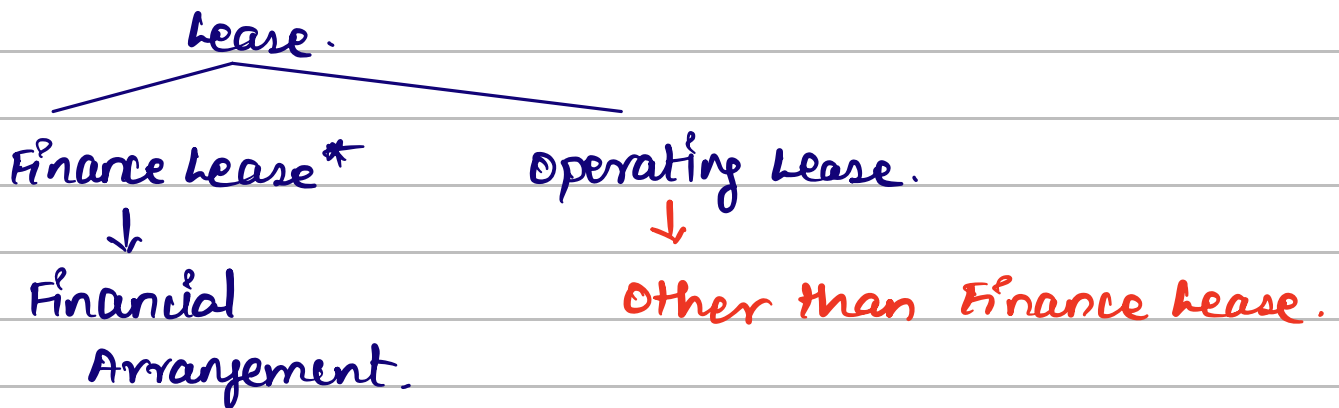 Lease.
Finance Lease* Operating Lease.
Financial Other than Finance Lease.
Arrangement.